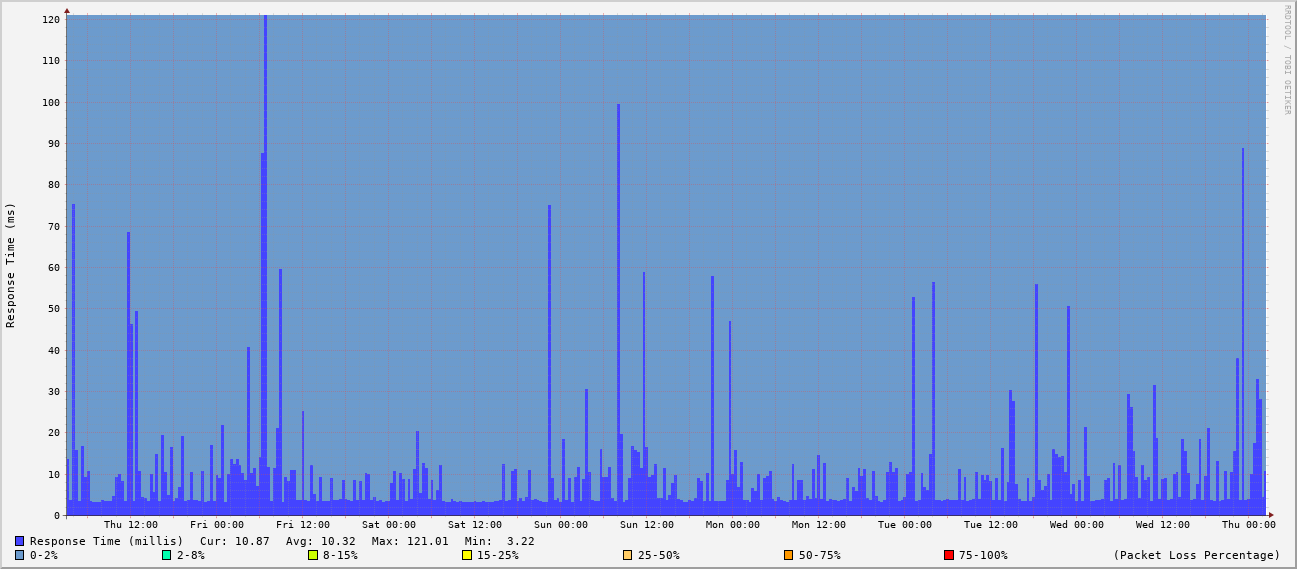 RRDTOOL / TOBI OETIKER
Response Time (ms)
120
110
100
90
80
70
60
50
40
30
20
10
0
Thu 12:00 Fri 00:00 Fri 12:00 Sat 00:00 Sat 12:00 Sun 00:00 Sun 12:00 Mon 00:00 Mon 12:00 Tue 00:00 Tue 12:00 Wed 00:00 Wed 12:00 Thu 00:00
Response Time (millis) Cur: 10.87 Avg: 10.32 Max: 121.01 Min: 3.22
0-2% 2-8% 8-15% 15-25% 25-50% 50-75% 75-100% (Packet Loss Percentage)